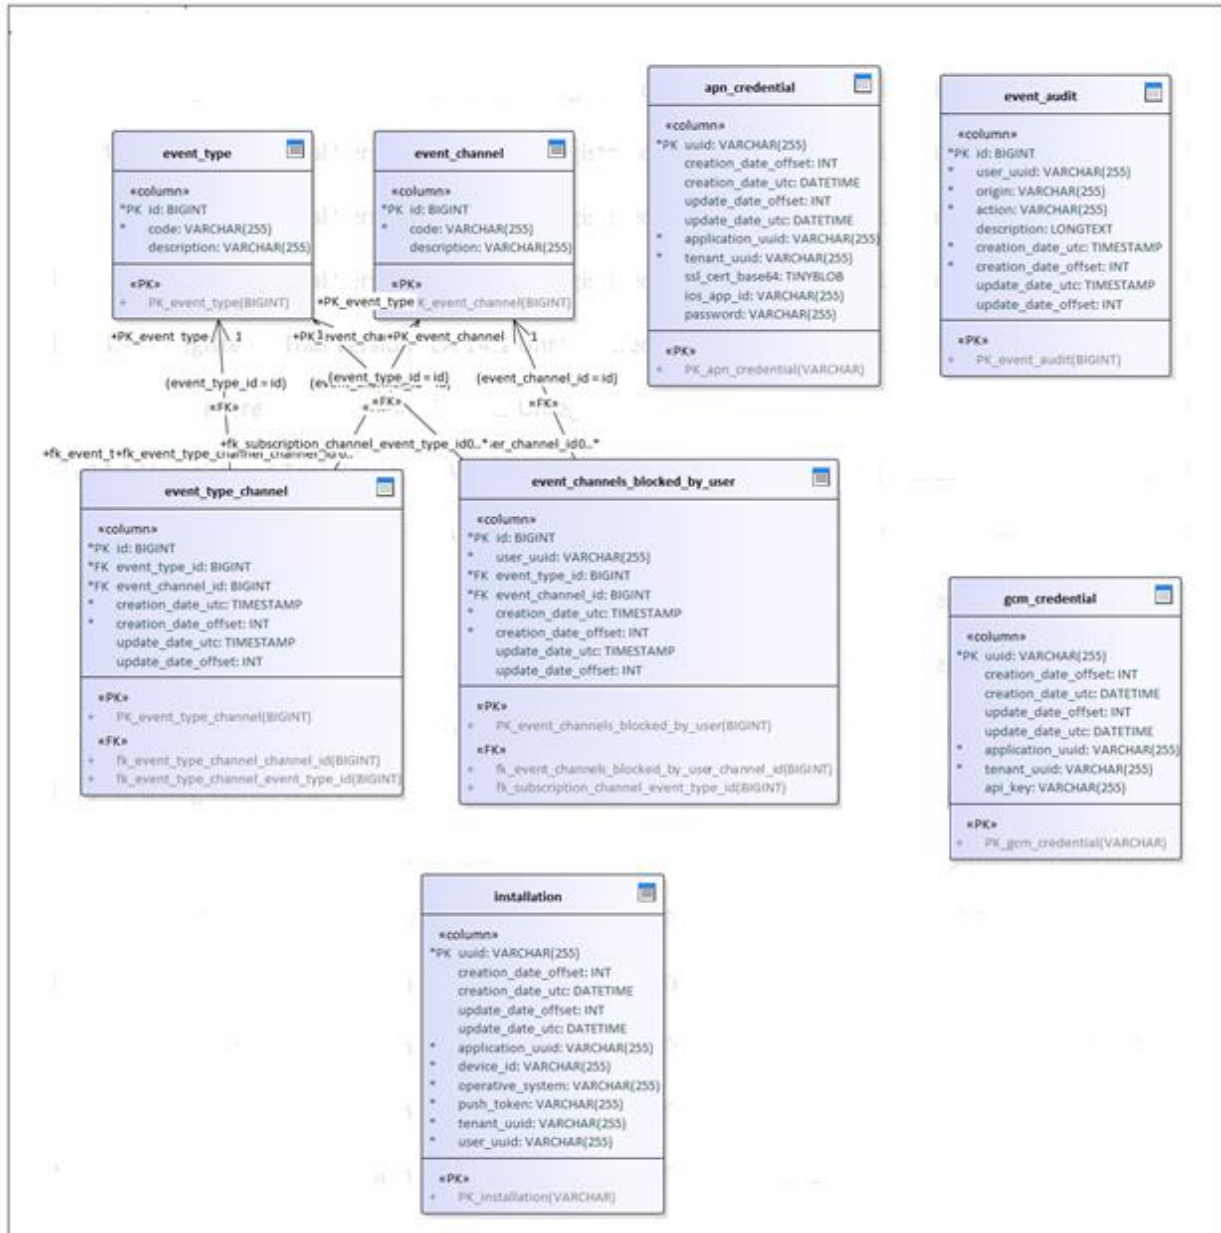 event_type
«column»
*PK id: BIGINT
* code: VARCHAR(255)
description: VARCHAR(255)
«PK»
+ PK_event_type(BIGINT)
event_channel
«column»
*PK id: BIGINT
* code: VARCHAR(255)
description: VARCHAR(255)
«PK»
K_event_channel(BIGINT)
+PK_event_type
apn_credential
«column»
*PK uuid: VARCHAR(255)
creation_date_offset: INT
creation_date_utc: DATETIME
update_date_offset: INT
update_date_utc: DATETIME
* application_uuid: VARCHAR(255)
* tenant_uuid: VARCHAR(255)
ssl_cert_base64: TINYBLOB
ios_app_id: VARCHAR(255)
password: VARCHAR(255)
«PK»
+ PK_apn_credential(VARCHAR)
event_audit
«column»
*PK id: BIGINT
* user_uuid: VARCHAR(255)
* origin: VARCHAR(255)
* action: VARCHAR(255)
description: LONGTEXT
* creation_date_utc: TIMESTAMP
* creation_date_offset: INT
update_date_utc: TIMESTAMP
update_date_offset: INT
«PK»
+ PK_event_audit(BIGINT)
+PK_event_type 1
+PK_event_channel 1
(event_type_id = id)
(event_type_id = id)
(event_channel_id = id)
«FK»
«FK»
«FK»
+fk_subscription_channel_event_type_id0..* er_channel_id0..*
+fk_event_t+fk_event_type_channel_channel_id
event_type_channel
«column»
*PK id: BIGINT
*FK event_type_id: BIGINT
*FK event_channel_id: BIGINT
* creation_date_utc: TIMESTAMP
* creation_date_offset: INT
update_date_utc: TIMESTAMP
update_date_offset: INT
«PK»
+ PK_event_type_channel(BIGINT)
«FK»
+ fk_event_type_channel_channel_id(BIGINT)
+ fk_event_type_channel_event_type_id(BIGINT)
event_channels_blocked_by_user
«column»
*PK id: BIGINT
* user_uuid: VARCHAR(255)
*FK event_type_id: BIGINT
*FK event_channel_id: BIGINT
* creation_date_utc: TIMESTAMP
* creation_date_offset: INT
update_date_utc: TIMESTAMP
update_date_offset: INT
«PK»
+ PK_event_channels_blocked_by_user(BIGINT)
«FK»
+ fk_event_channels_blocked_by_user_channel_id(BIGINT)
+ fk_subscription_channel_event_type_id(BIGINT)
gcm_credential
«column»
*PK uuid: VARCHAR(255)
creation_date_offset: INT
creation_date_utc: DATETIME
update_date_offset: INT
update_date_utc: DATETIME
* application_uuid: VARCHAR(255)
* tenant_uuid: VARCHAR(255)
api_key: VARCHAR(255)
«PK»
+ PK_gcm_credential(VARCHAR)
installation
«column»
*PK uuid: VARCHAR(255)
creation_date_offset: INT
creation_date_utc: DATETIME
update_date_offset: INT
update_date_utc: DATETIME
* application_uuid: VARCHAR(255)
* device_id: VARCHAR(255)
* operative_system: VARCHAR(255)
* push_token: VARCHAR(255)
* tenant_uuid: VARCHAR(255)
* user_uuid: VARCHAR(255)
«PK»
+ PK_installation(VARCHAR)